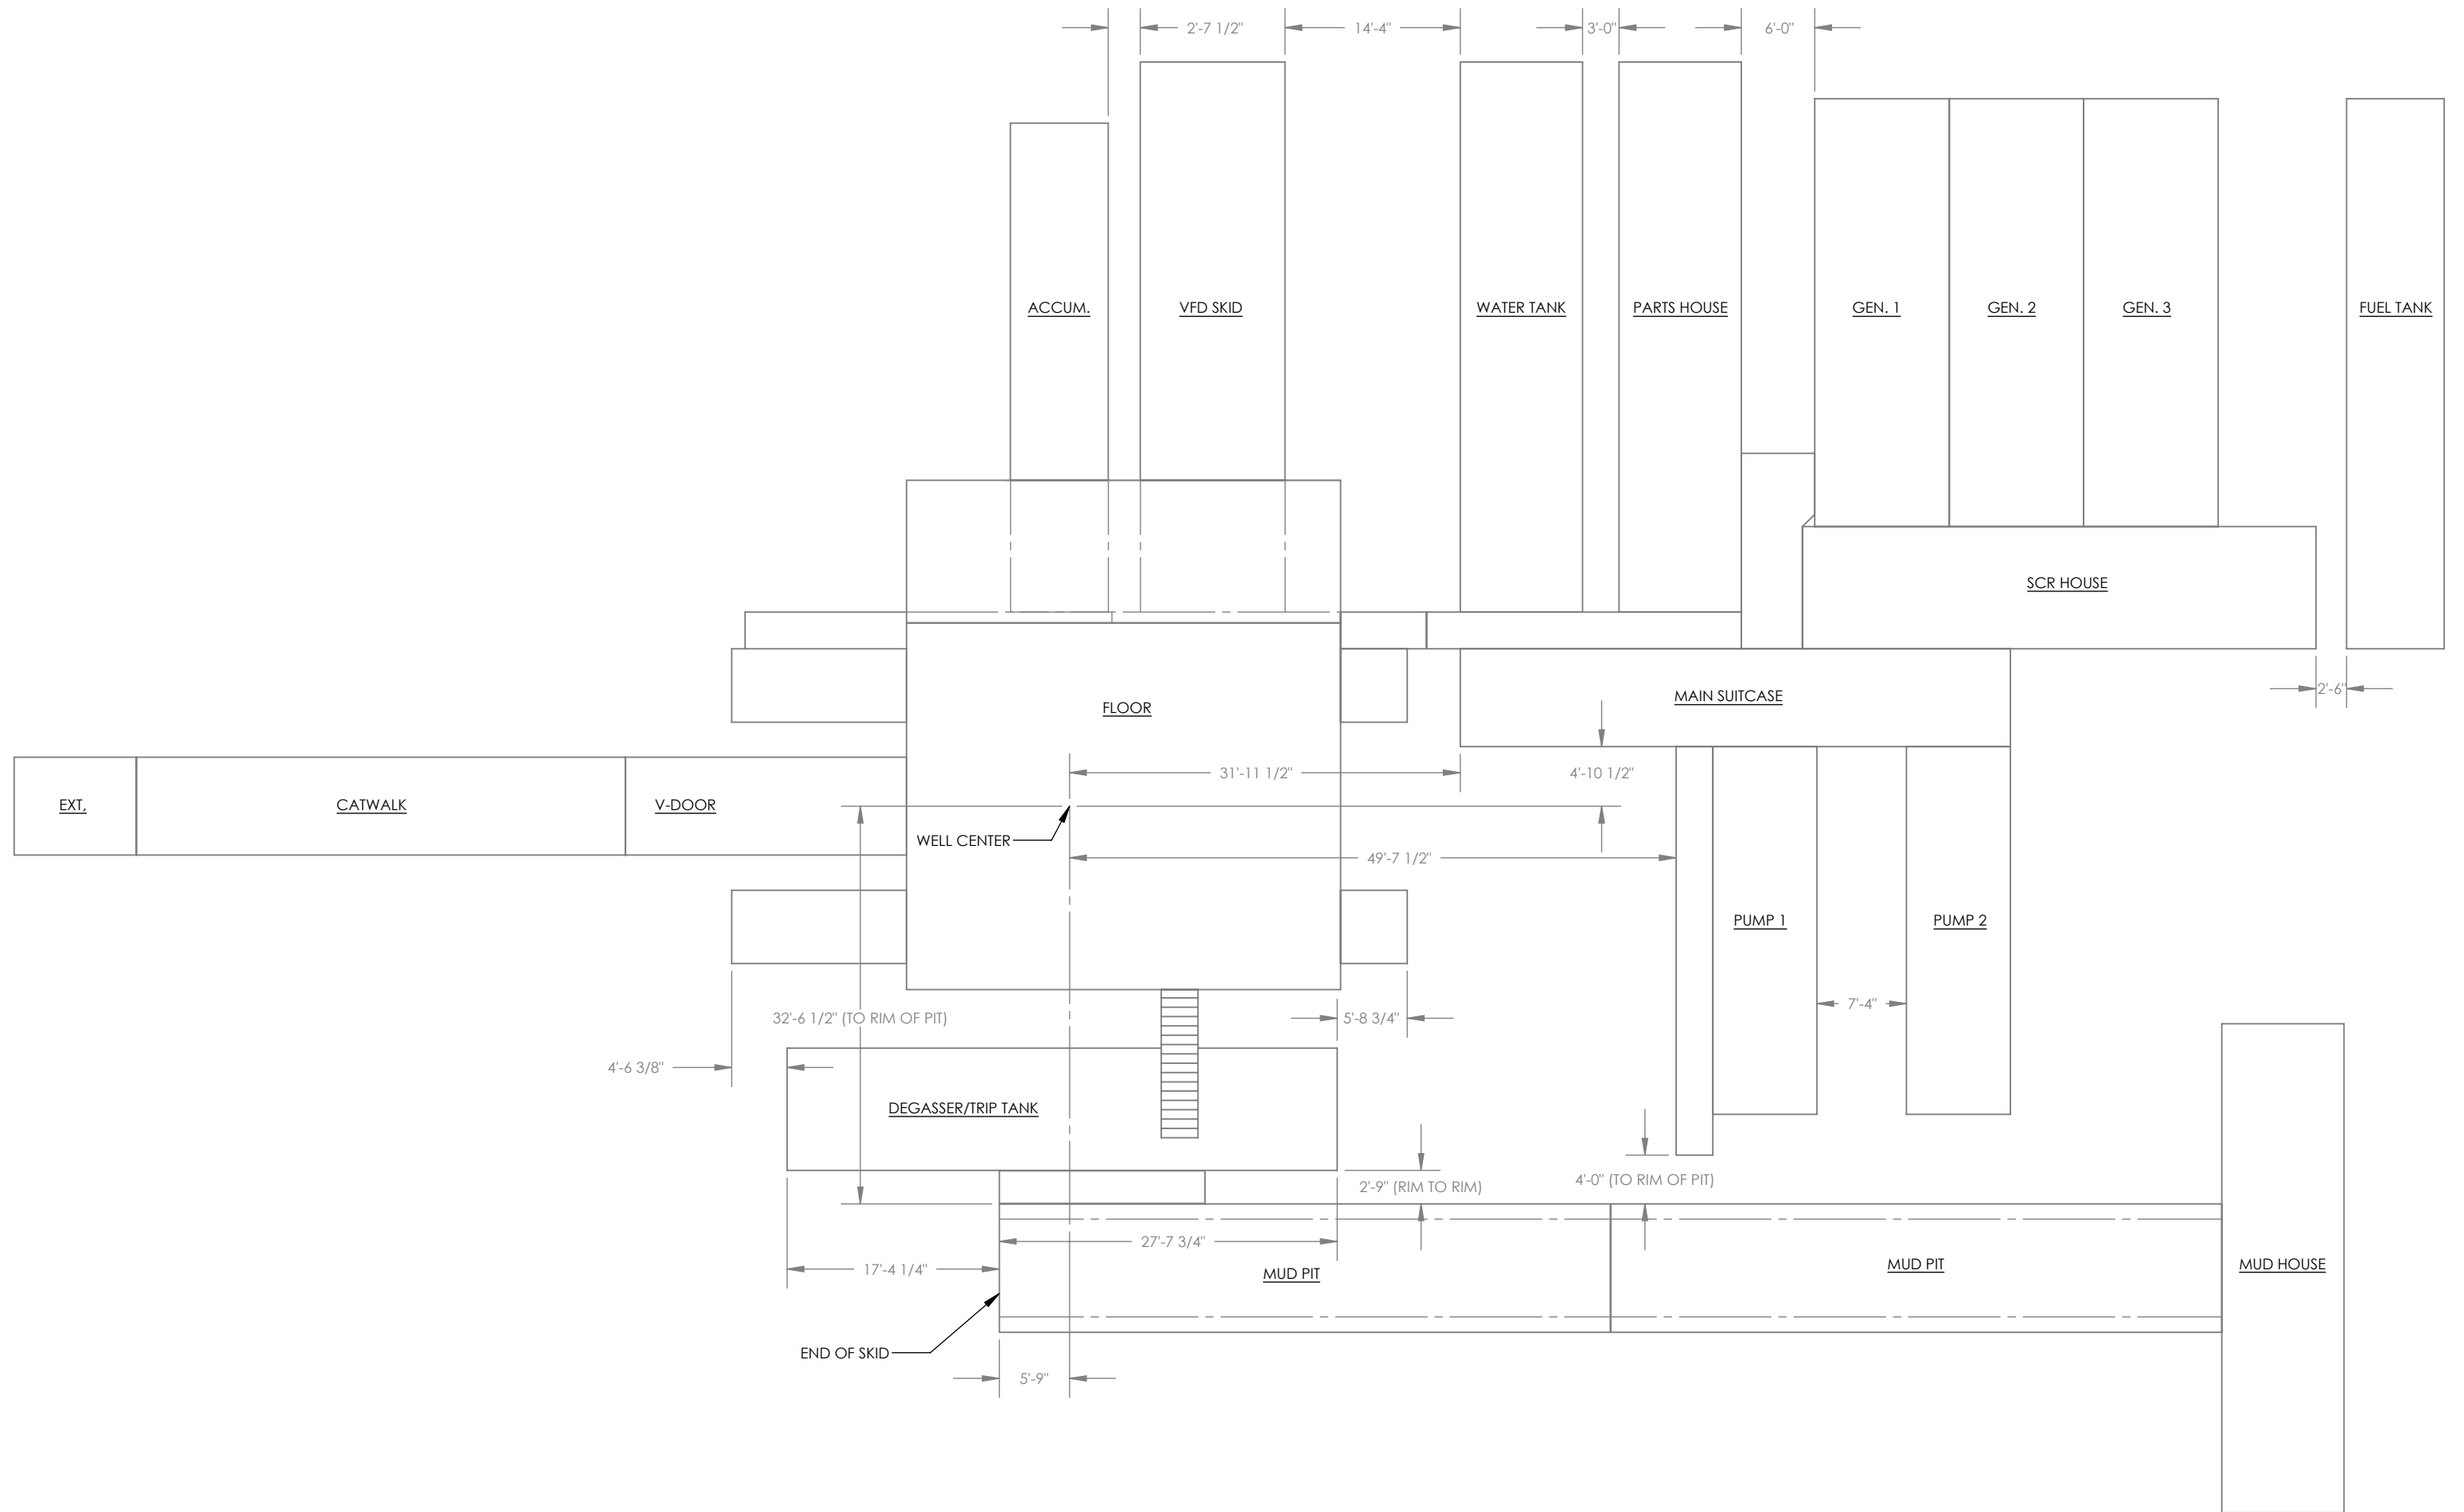 2'-7 1/2"
14'-4"
3'-0"
6'-0"
ACCUM.
VFD SKID
WATER TANK
PARTS HOUSE
GEN. 1
GEN. 2
GEN. 3
FUEL TANK
SCR HOUSE
2'-6"
FLOOR
MAIN SUITCASE
31'-11 1/2"
4'-10 1/2"
EXT,
CATWALK
V-DOOR
WELL CENTER
49'-7 1/2"
PUMP 1
PUMP 2
7'-4"
32'-6 1/2" (TO RIM OF PIT)
5'-8 3/4"
4'-6 3/8"
DEGASSER/TRIP TANK
2'-9" (RIM TO RIM)
4'-0" (TO RIM OF PIT)
27'-7 3/4"
17'-4 1/4"
MUD PIT
MUD PIT
MUD HOUSE
END OF SKID
5'-9"